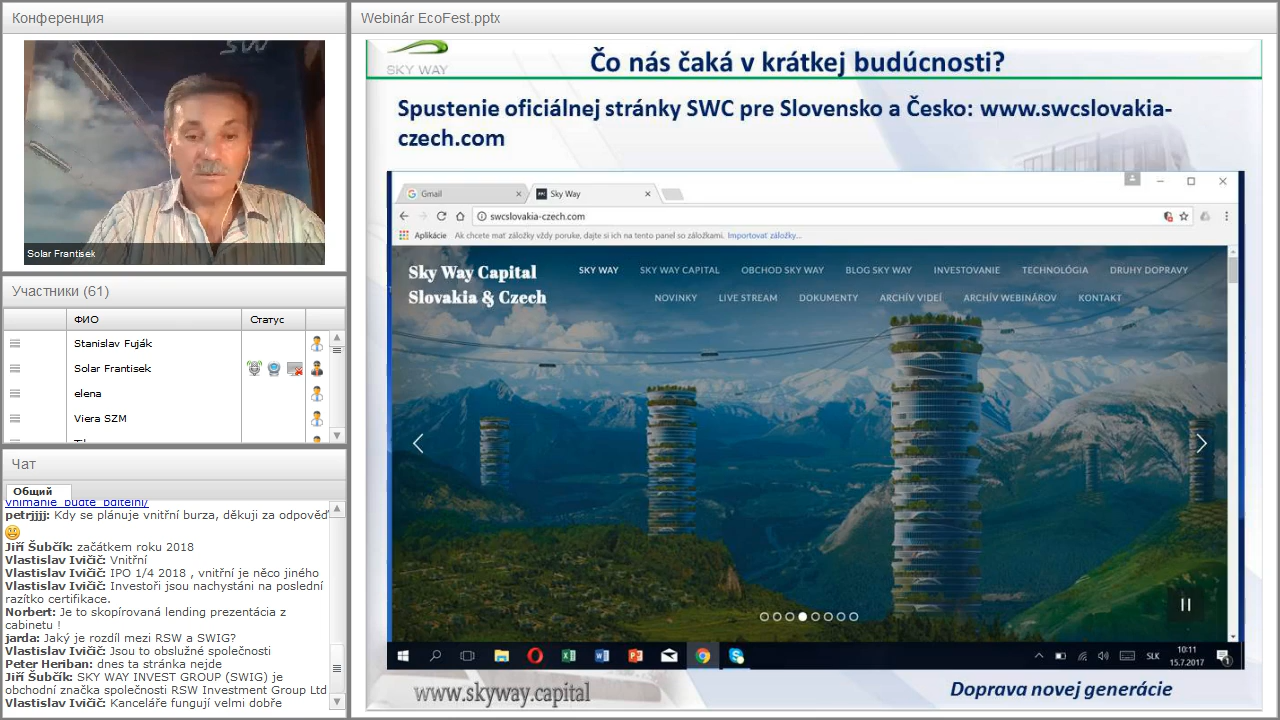 Конференция
SW
Solar Frantisek
Участники (61)
ФИО
Статус
Stanislav Fuják
Solar Frantisek
elena
Viera SZM
Чат
Общий
vnimanie_budte_bditelni/
petrjjjj: Kdy se plánuje vnitřní burza, děkuji za odpověď
Jiří Šubčík: začátkem roku 2018
Vlastislav Ivičič: Vnitřní
Vlastislav Ivičič: IPO 1/4 2018 , vnitřní je něco jiného
Vlastislav Ivičič: Investoři jsou nachystáni na poslední
razítko certifikace.
Norbert: Je to skopírovaná lending prezentácia z
cabinetu !
jarda: Jaký je rozdíl mezi RSW a SWIG?
Vlastislav Ivičič: Jsou to obslužné společnosti
Peter Heriban: dnes ta stránka nejde
Jiří Šubčík: SKY WAY INVEST GROUP (SWIG) je
obchodní značka společnosti RSW Investment Group Ltd
Vlastislav Ivičič: Kanceláře fungují velmi dobře
Webinár EcoFest.pptx
SKY WAY
Čo nás čaká v krátkej budúcnosti?
Spustenie oficiálnej stránky SWC pre Slovensko a Česko: www.swcslovakia-
czech.com
Gmail
Sky Way
swcslovakia-czech.com
Aplikácie
Ak chcete mať záložky vždy poruke, dajte si ich na tento panel so záložkami.
Importovať záložky...
Sky Way Capital
Slovakia & Czech
SKY WAY
SKY WAY CAPITAL
OBCHOD SKY WAY
BLOG SKY WAY
INVESTOVANIE
TECHNOLÓGIA
DRUHY DOPRAVY
NOVINKY
LIVE STREAM
DOKUMENTY
ARCHÍV VIDEÍ
ARCHÍV WEBINÁROV
KONTAKT
SLK
10:11
15.7.2017
1
www.skyway.capital
Doprava novej generácie